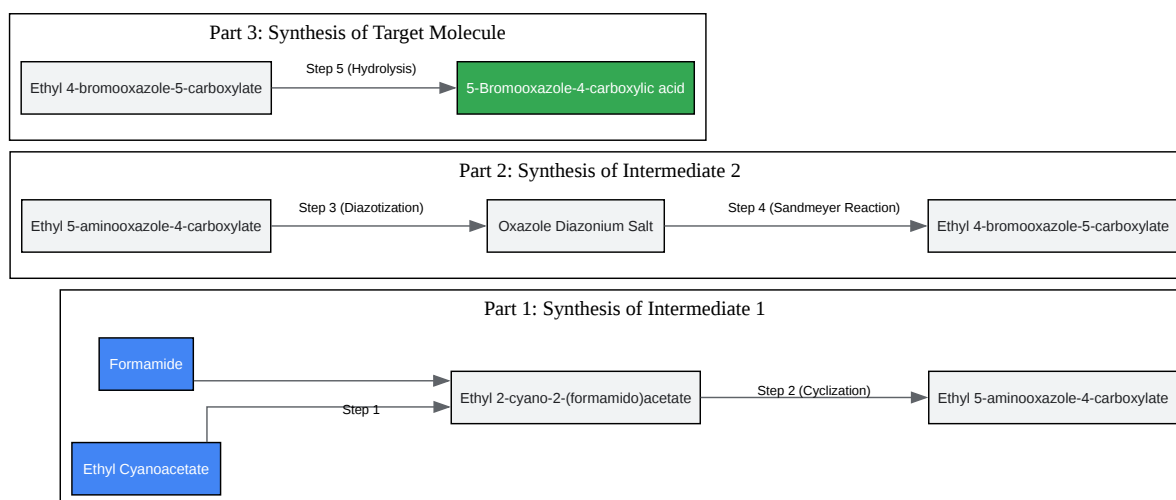 Part 3: Synthesis of Target Molecule
Ethyl 4-bromooxazole-5-carboxylate
Step 5 (Hydrolysis)
5-Bromooxazole-4-carboxylic acid
Part 2: Synthesis of Intermediate 2
Ethyl 5-aminooxazole-4-carboxylate
Step 3 (Diazotization)
Oxazole Diazonium Salt
Step 4 (Sandmeyer Reaction)
Ethyl 4-bromooxazole-5-carboxylate
Part 1: Synthesis of Intermediate 1
Formamide
Ethyl Cyanoacetate
Step 1
Ethyl 2-cyano-2-(formamido)acetate
Step 2 (Cyclization)
Ethyl 5-aminooxazole-4-carboxylate